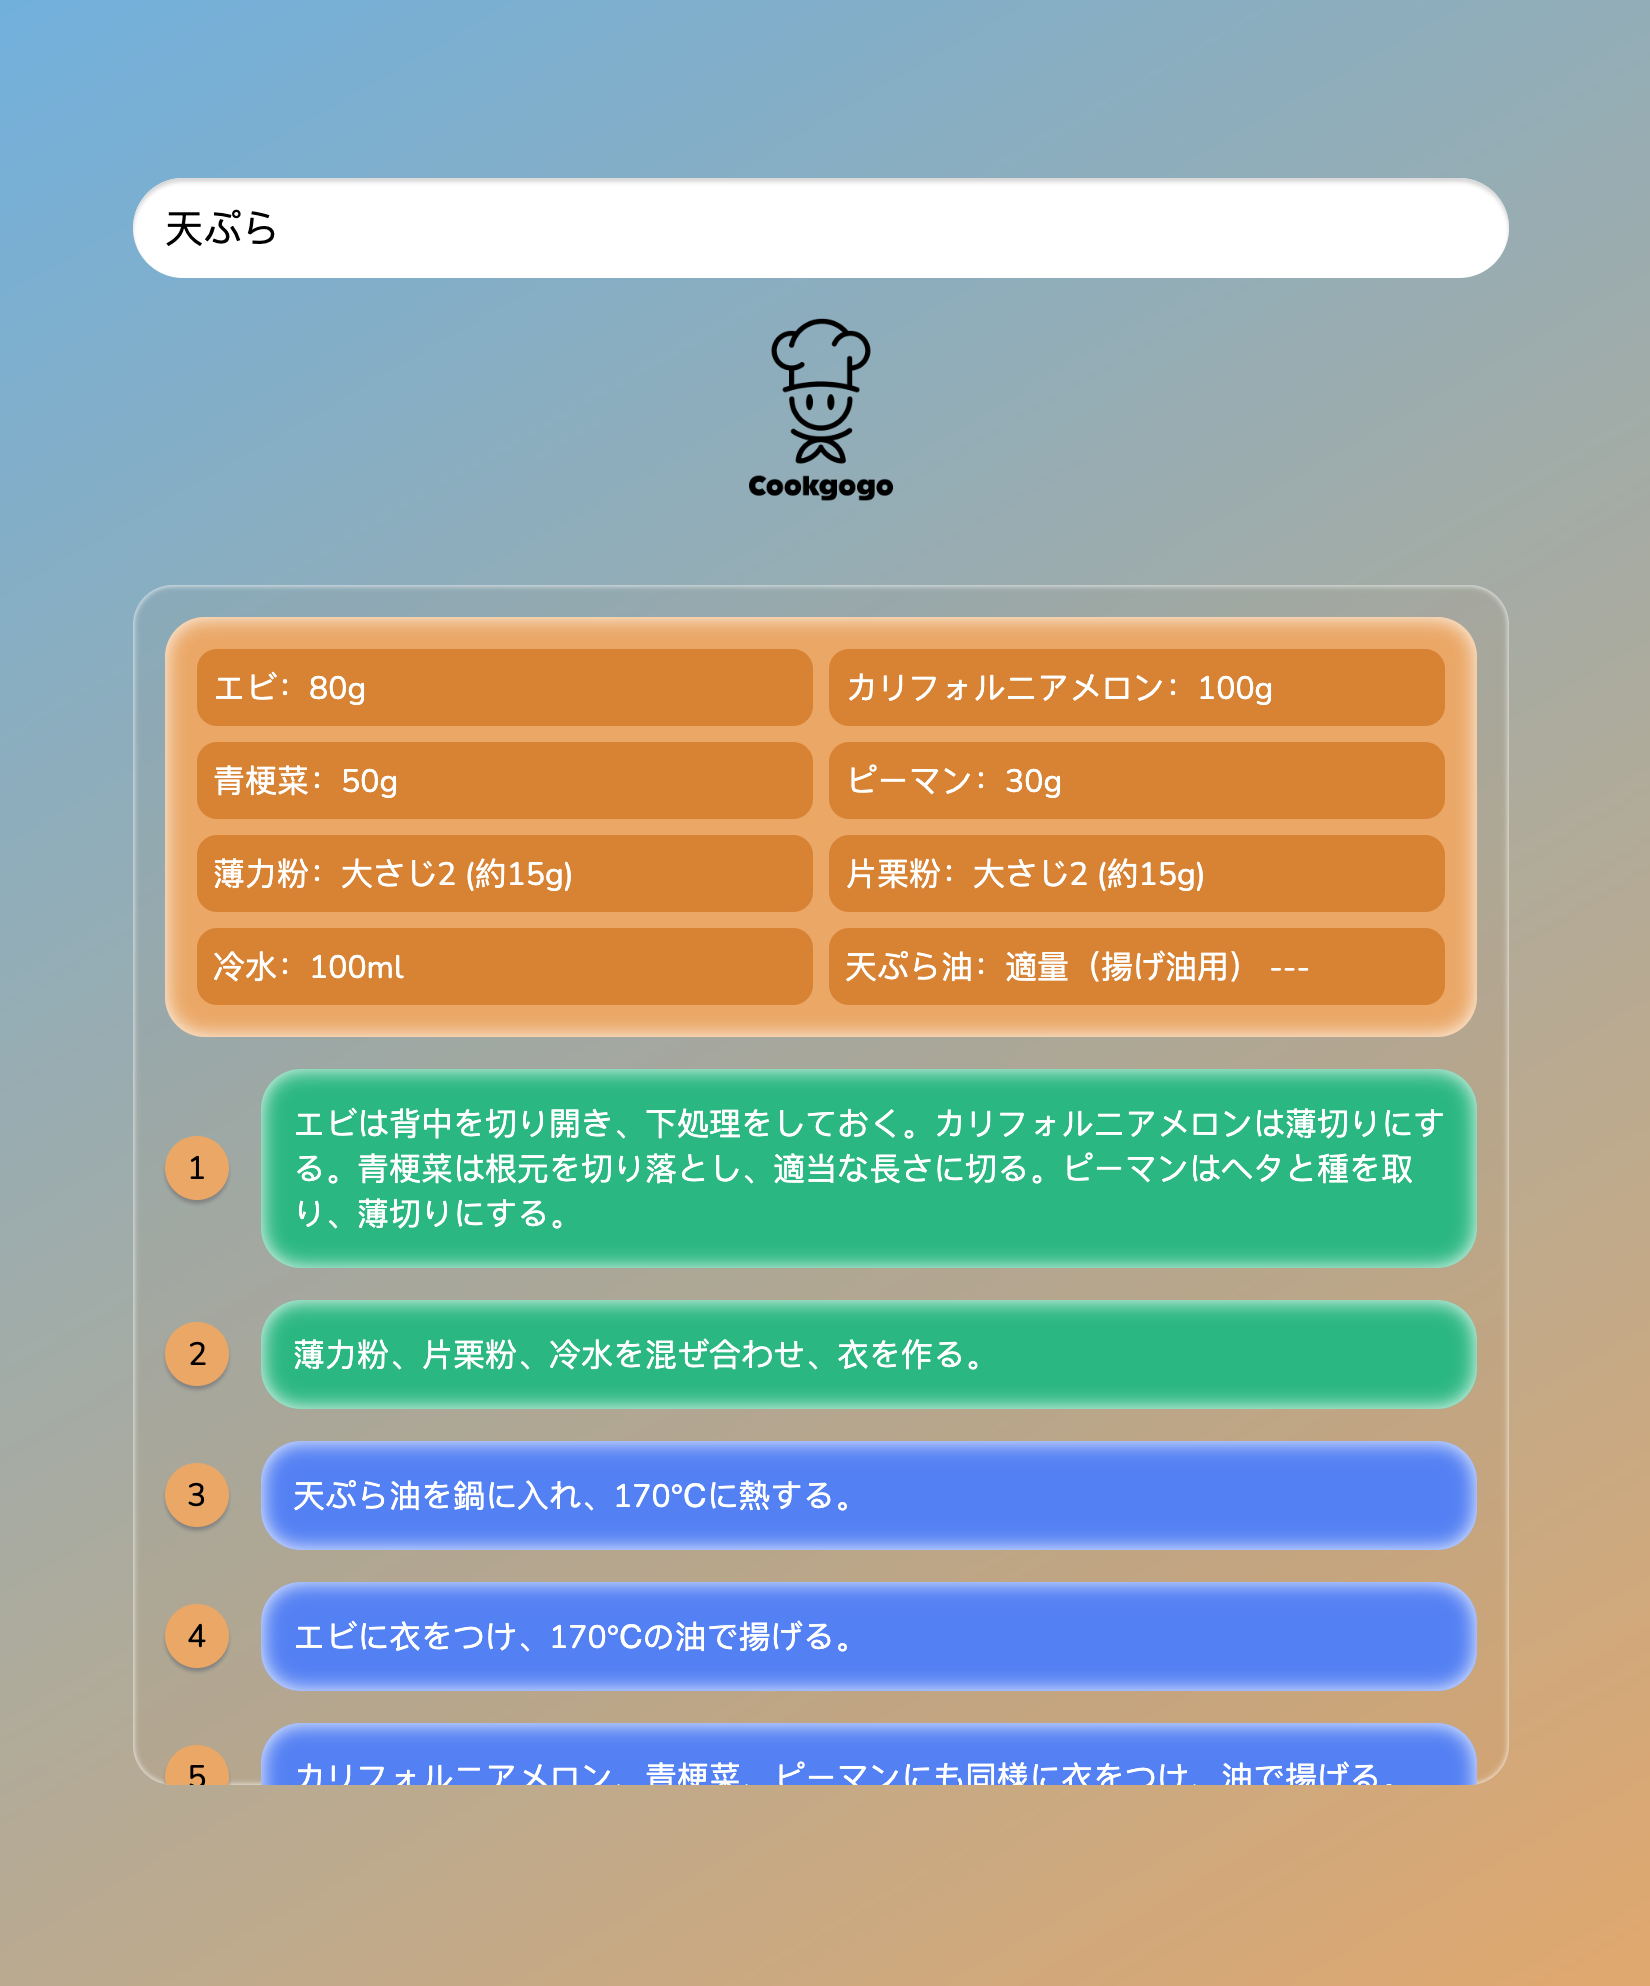 天ぷら
Cookgogo
エビ：80g
カリフォルニアメロン：100g
青梗菜：50g
ピーマン：30g
薄力粉：大さじ2 (約15g)
片栗粉：大さじ2 (約15g)
冷水：100ml
天ぷら油：適量（揚げ油用） ---
1
エビは背中を切り開き、下処理をしておく。カリフォルニアメロンは薄切りにす
る。青梗菜は根元を切り落とし、適当な長さに切る。ピーマンはヘタと種を取
り、薄切りにする。
2
薄力粉、片栗粉、冷水を混ぜ合わせ、衣を作る。
3
天ぷら油を鍋に入れ、170℃に熱する。
4
エビに衣をつけ、170℃の油で揚げる。
5
カリフォルニアメロン、青梗菜、ピーマンにも同様に衣をつけ、油で揚げる。